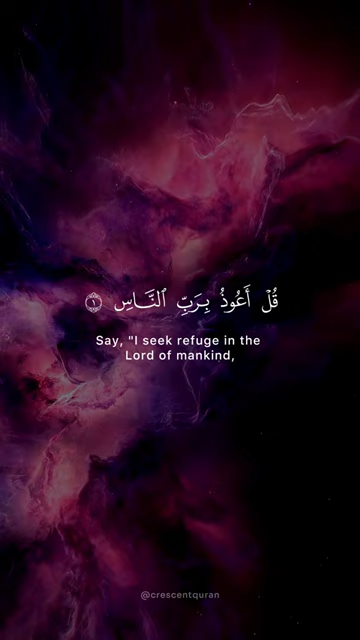 قُلْ أَعُوذُ بِرَبِّ ٱلنَّاسِ ١
Say, "I seek refuge in the
Lord of mankind,
@crescentquran